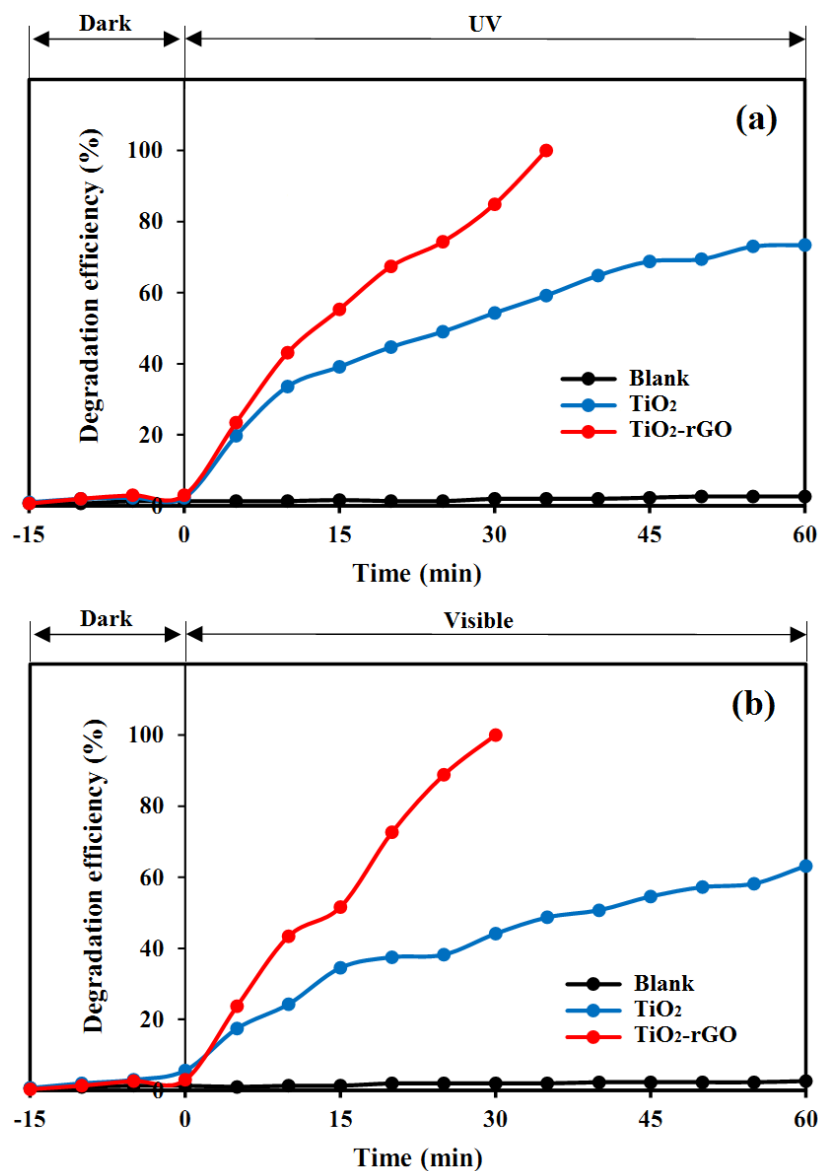 Dark UV
(a)
Degradation efficiency (%)
100
80
60
40
20
0
Blank
TiO₂
TiO₂-rGO
-15 0 15 30 45 60
Time (min)
Dark Visible
(b)
Degradation efficiency (%)
100
80
60
40
20
0
Blank
TiO₂
TiO₂-rGO
-15 0 15 30 45 60
Time (min)